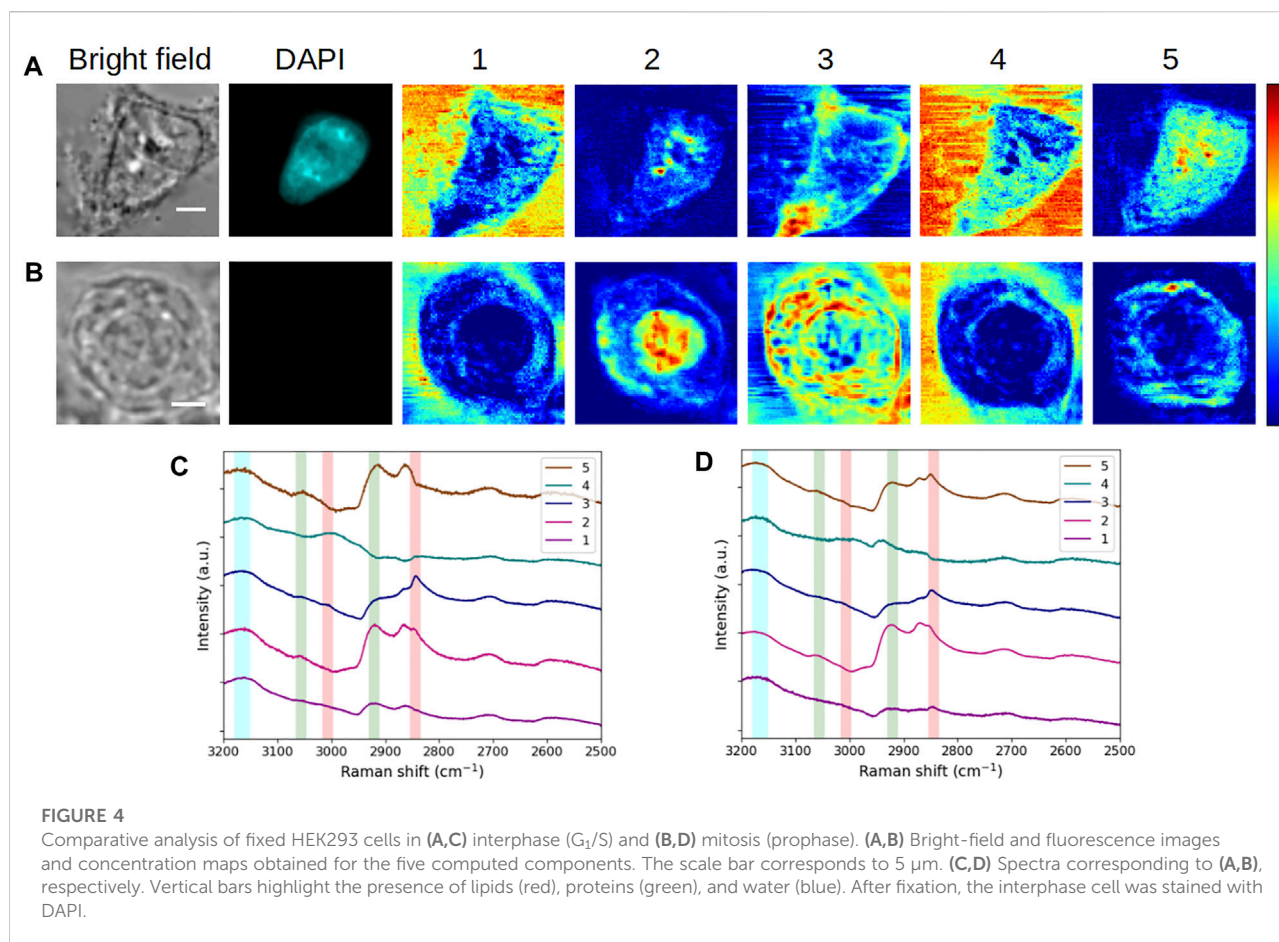 Bright field DAPI 1 2 3 4 5
A
B
C
D
5
4
3
2
1
5
4
3
2
1
Intensity (a.u.)
Intensity (a.u.)
3200 3100 3000 2900 2800 2700 2600 2500
3200 3100 3000 2900 2800 2700 2600 2500
Raman shift (cm⁻¹)
Raman shift (cm⁻¹)
FIGURE 4
Comparative analysis of fixed HEK293 cells in (A,C) interphase (G₁/S) and (B,D) mitosis (prophase). (A,B) Bright-field and fluorescence images
and concentration maps obtained for the five computed components. The scale bar corresponds to 5 μm. (C,D) Spectra corresponding to (A,B),
respectively. Vertical bars highlight the presence of lipids (red), proteins (green), and water (blue). After fixation, the interphase cell was stained with
DAPI.